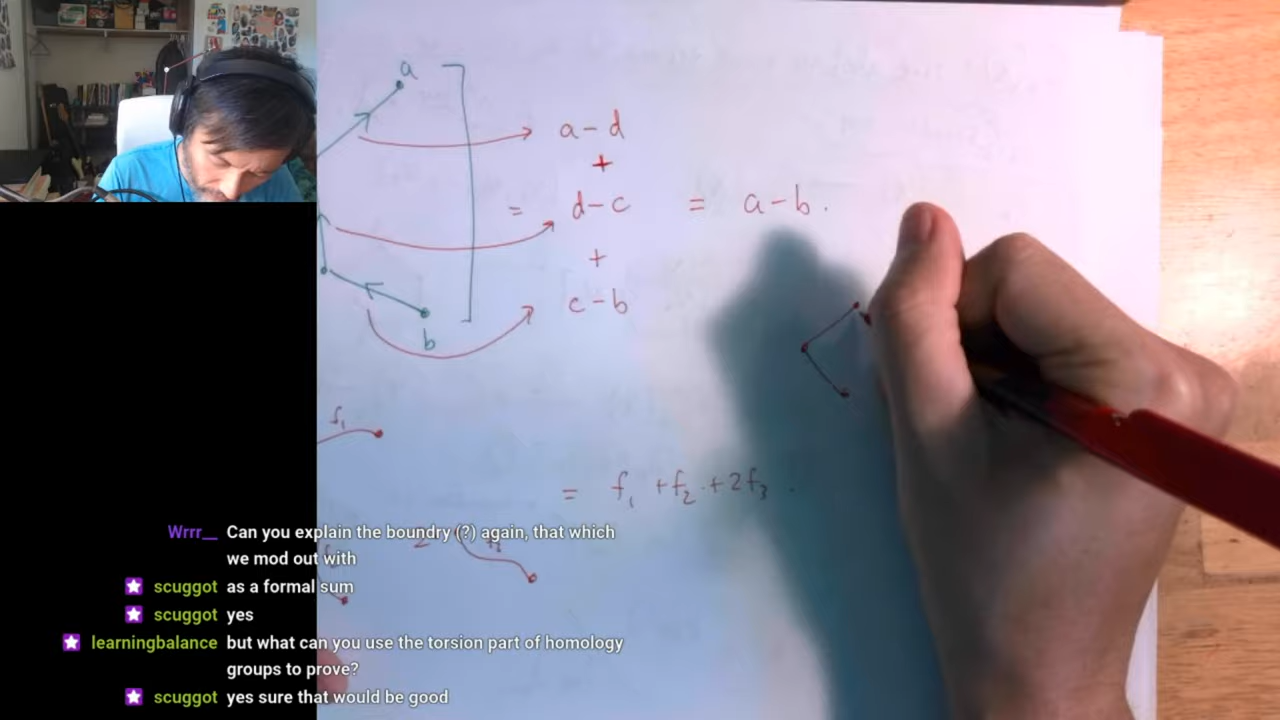 a
a-d
+
= d-c = a-b.
+
c-b
b
f₁
= f₁ +f₂ .+2f₃ .
2
Wrrr__ Can you explain the boundry (?) again, that which
we mod out with
scuggot as a formal sum
scuggot yes
learningbalance but what can you use the torsion part of homology
groups to prove?
scuggot yes sure that would be good